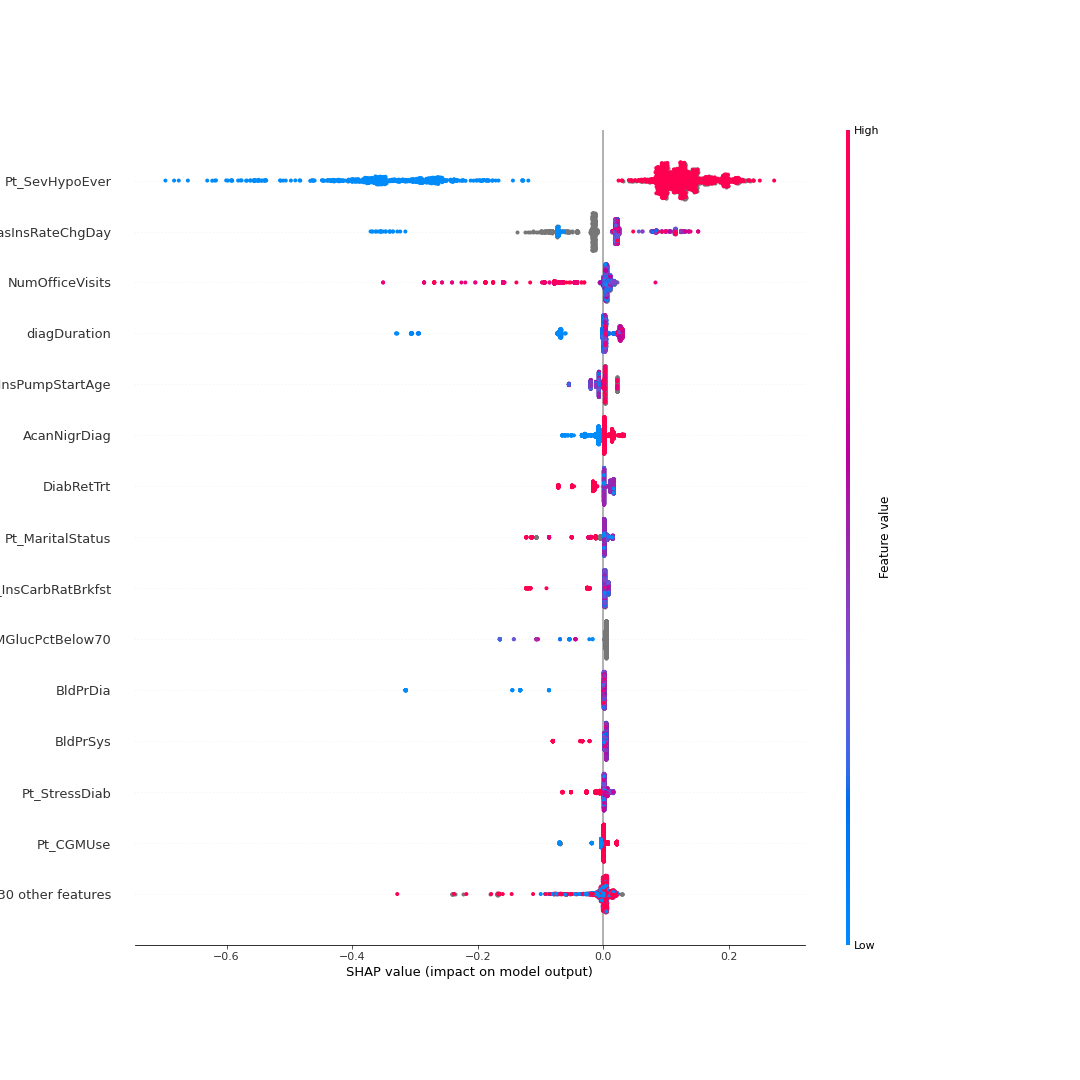 High
Pt_SevHypoEver
asInsRateChgDay
NumOfficeVisits
diagDuration
InsPumpStartAge
AcanNigrDiag
DiabRetTrt
Pt_MaritalStatus
_InsCarbRatBrkfst
MGlucPctBelow70
BldPrDia
BldPrSys
Pt_StressDiab
Pt_CGMUse
30 other features
Feature value
Low
−0.6 −0.4 −0.2 0.0 0.2
SHAP value (impact on model output)